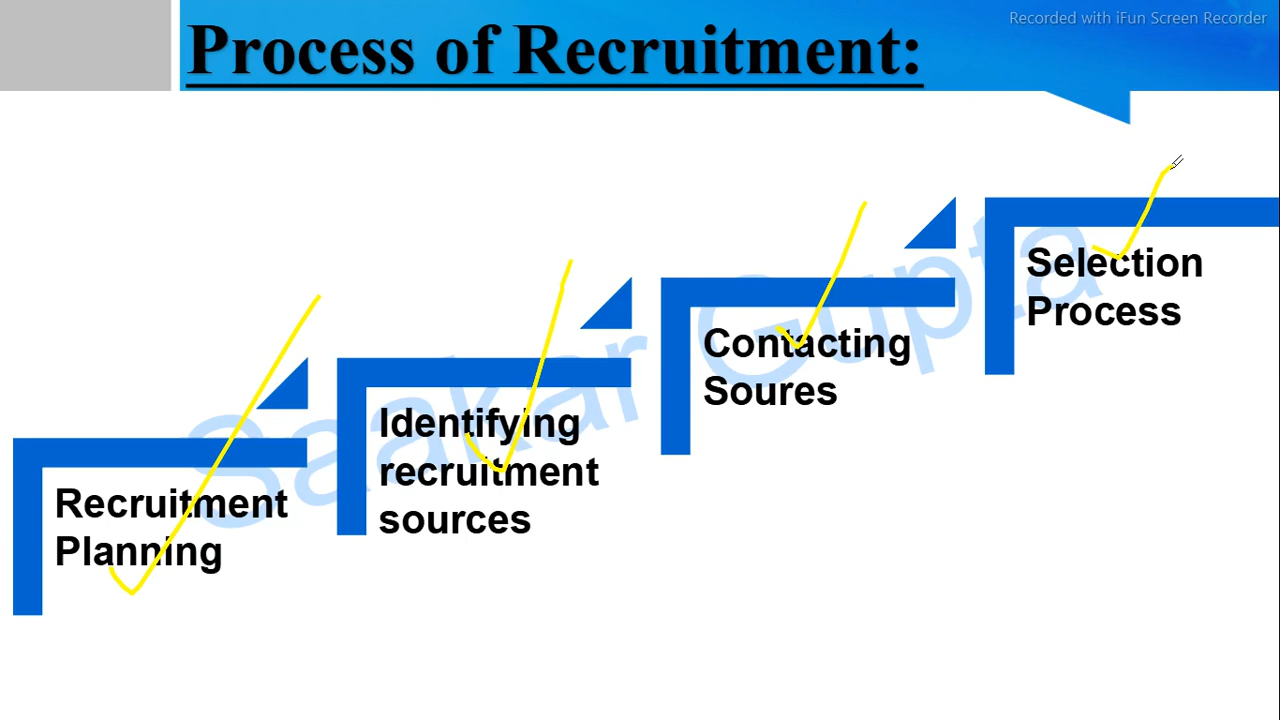 Recorded with iFun Screen Recorder
Process of Recruitment:
Recruitment
Planning
Identifying
recruitment
sources
Contacting
Soures
Selection
Process
Saakar Gupta